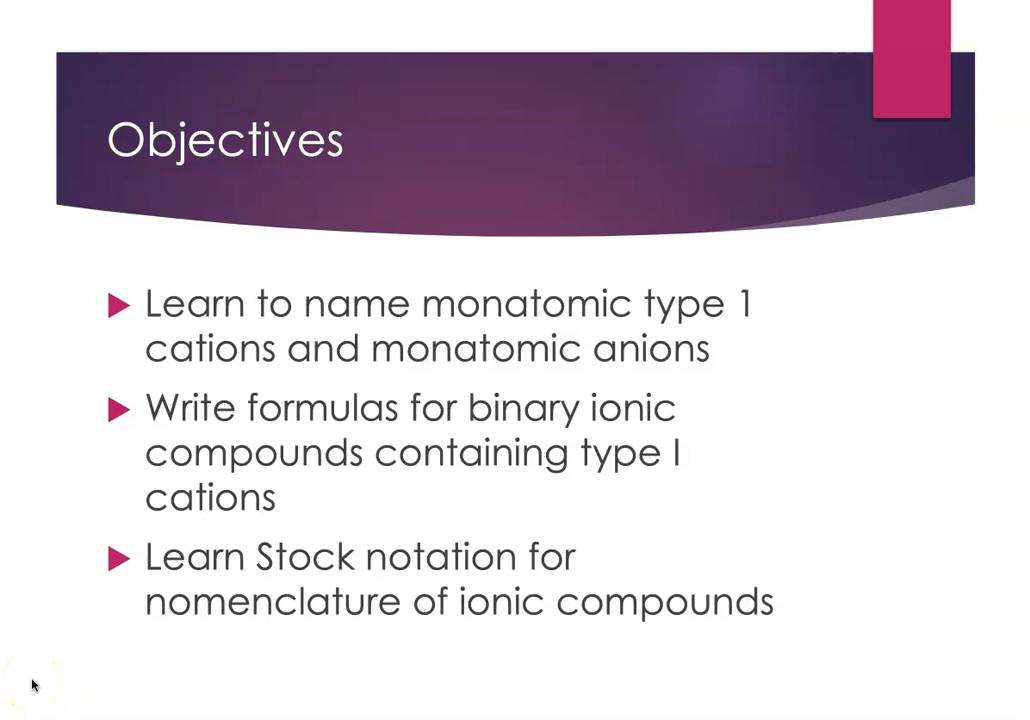 Objectives
Learn to name monatomic type 1
cations and monatomic anions
Write formulas for binary ionic
compounds containing type I
cations
Learn Stock notation for
nomenclature of ionic compounds